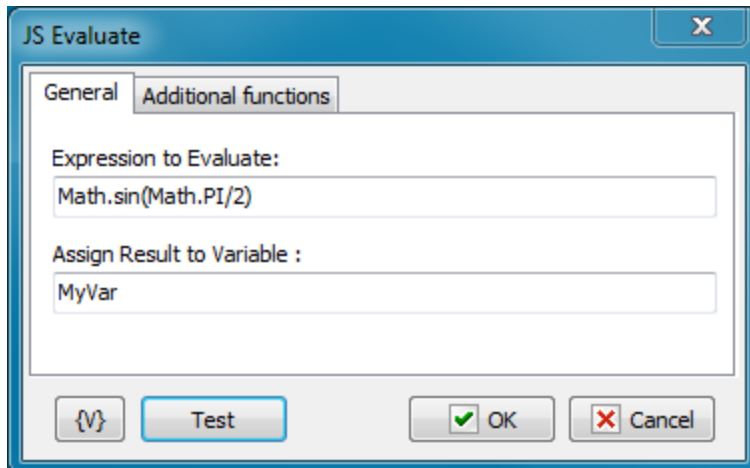 JS Evaluate
General Additional functions
Expression to Evaluate:
Math.sin(Math.PI/2)
Assign Result to Variable :
MyVar
{V} Test OK Cancel